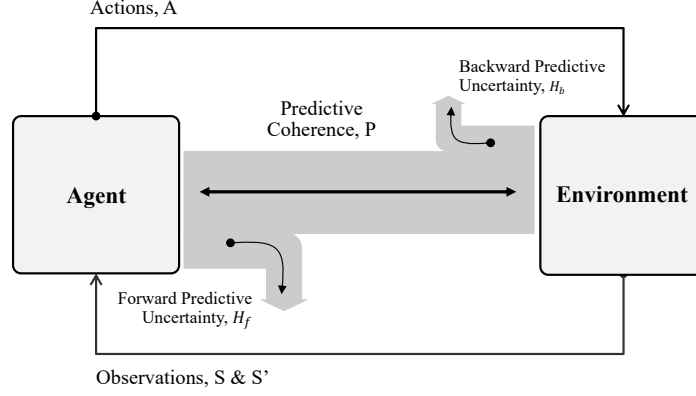 Actions, A
Backward Predictive
Uncertainty, H_b
Predictive
Coherence, P
Agent
Environment
Forward Predictive
Uncertainty, H_f
Observations, S & S’